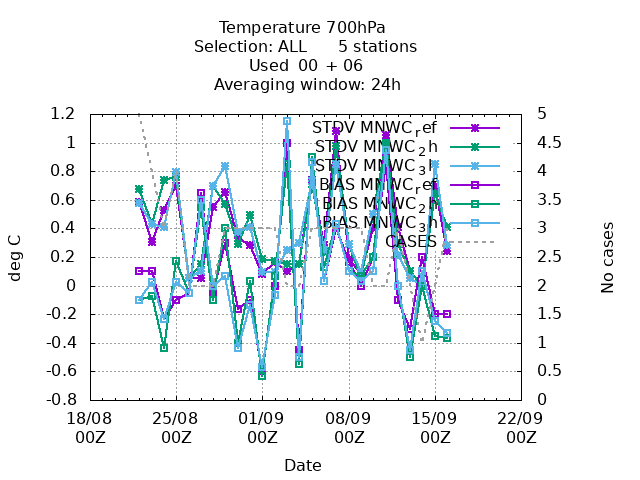 Temperature 700hPa
Selection: ALL 5 stations
Used 00 + 06
Averaging window: 24h
1.2
1
0.8
0.6
0.4
0.2
0
-0.2
-0.4
-0.6
-0.8
deg C
5
4.5
4
3.5
3
2.5
2
1.5
1
0.5
0
No cases
STDV MNWC_ref
STDV MNWC_2h
STDV MNWC_3h
BIAS MNWC_ref
BIAS MNWC_2h
BIAS MNWC_3h
CASES
18/08 25/08 01/09 08/09 15/09 22/09
00Z 00Z 00Z 00Z 00Z 00Z
Date